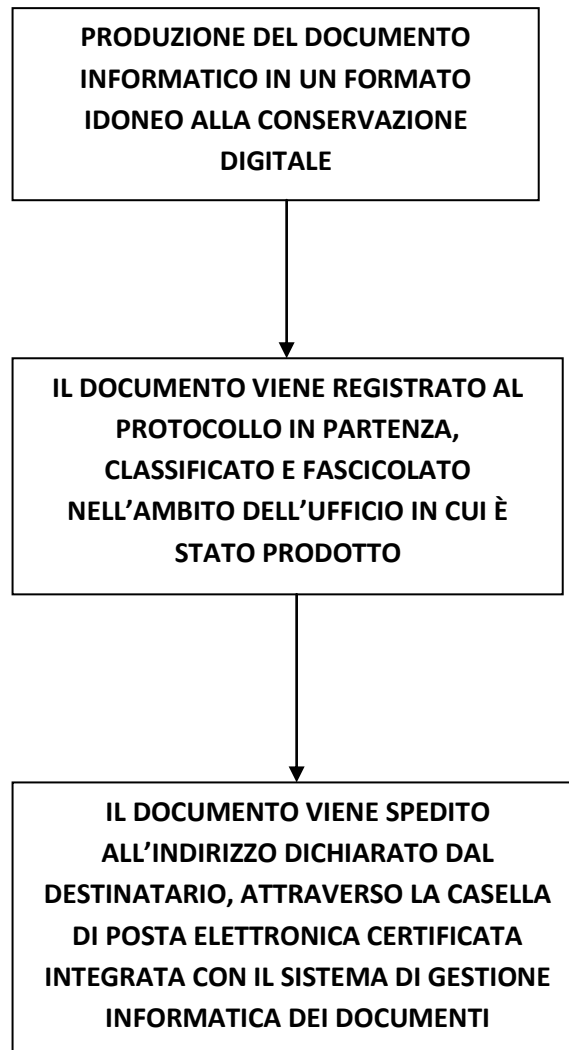 PRODUZIONE DEL DOCUMENTO
INFORMATICO IN UN FORMATO
IDONEO ALLA CONSERVAZIONE
DIGITALE
IL DOCUMENTO VIENE REGISTRATO AL
PROTOCOLLO IN PARTENZA,
CLASSIFICATO E FASCICOLATO
NELL’AMBITO DELL’UFFICIO IN CUI È
STATO PRODOTTO
IL DOCUMENTO VIENE SPEDITO
ALL’INDIRIZZO DICHIARATO DAL
DESTINATARIO, ATTRAVERSO LA CASELLA
DI POSTA ELETTRONICA CERTIFICATA
INTEGRATA CON IL SISTEMA DI GESTIONE
INFORMATICA DEI DOCUMENTI